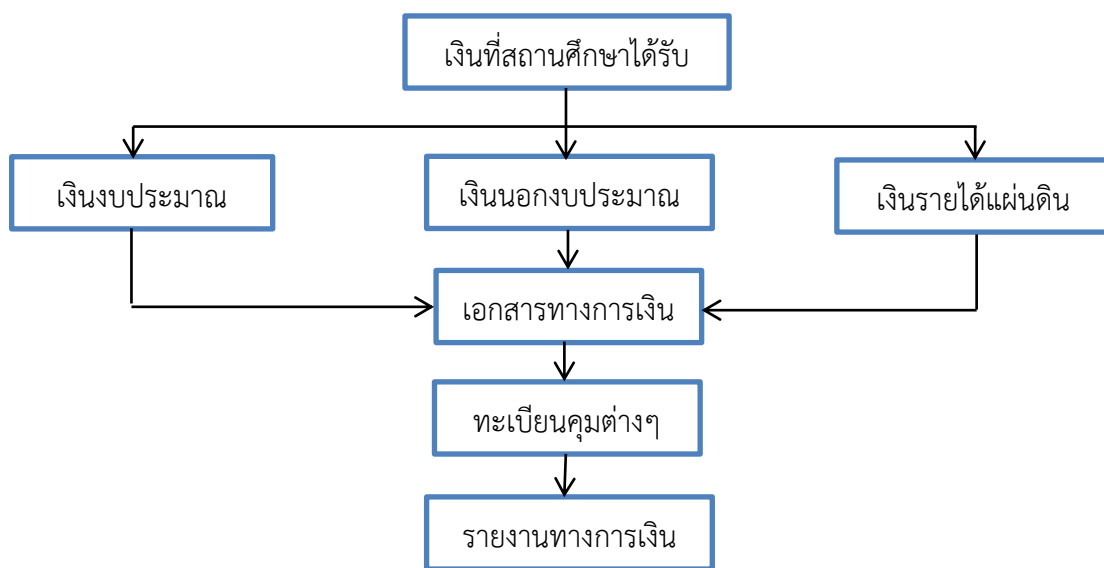 เงินที่สถานศึกษาได้รับ
เงินงบประมาณ
เงินนอกงบประมาณ
เงินรายได้แผ่นดิน
เอกสารทางการเงิน
ทะเบียนคุมต่างๆ
รายงานทางการเงิน